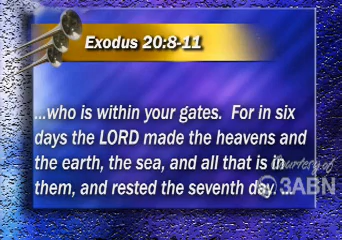 Exodus 20:8-11
...who is within your gates.  For in six
days the LORD made the heavens and
the earth, the sea, and all that is in
them, and rested the seventh day. ...
Courtesy of
3ABN